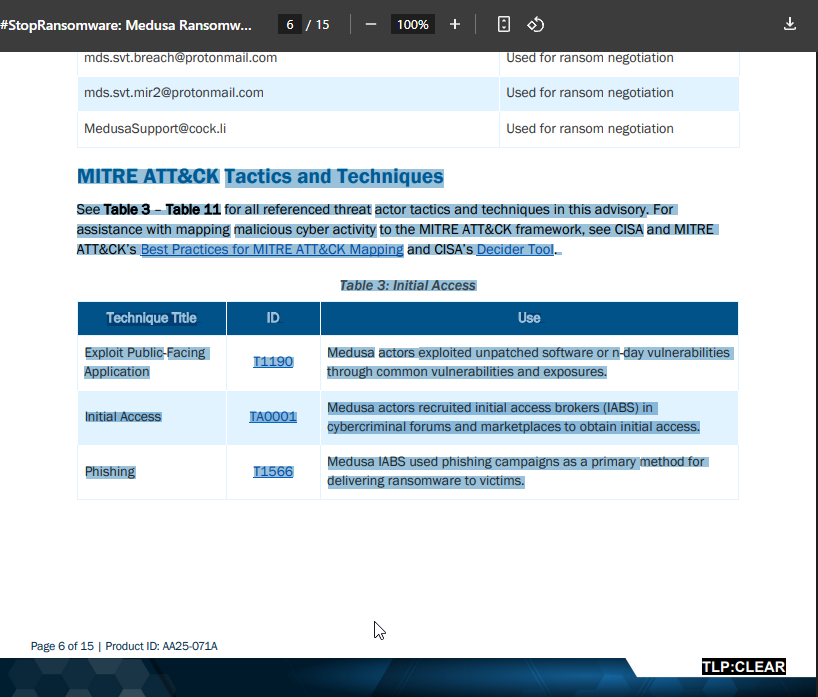 #StopRansomware: Medusa Ransomw...
6 / 15
100%
mds.svt.breach@protonmail.com
Used for ransom negotiation
mds.svt.mir2@protonmail.com
Used for ransom negotiation
MedusaSupport@cock.li
Used for ransom negotiation
MITRE ATT&CK Tactics and Techniques
See Table 3 – Table 11 for all referenced threat actor tactics and techniques in this advisory. For
assistance with mapping malicious cyber activity to the MITRE ATT&CK framework, see CISA and MITRE
ATT&CK's Best Practices for MITRE ATT&CK Mapping and CISA's Decider Tool.
Table 3: Initial Access
Technique Title
ID
Use
Exploit Public-Facing
Application
T1190
Medusa actors exploited unpatched software or n-day vulnerabilities
through common vulnerabilities and exposures.
Initial Access
TA0001
Medusa actors recruited initial access brokers (IABS) in
cybercriminal forums and marketplaces to obtain initial access.
Phishing
T1566
Medusa IABS used phishing campaigns as a primary method for
delivering ransomware to victims.
Page 6 of 15 | Product ID: AA25-071A
TLP:CLEAR